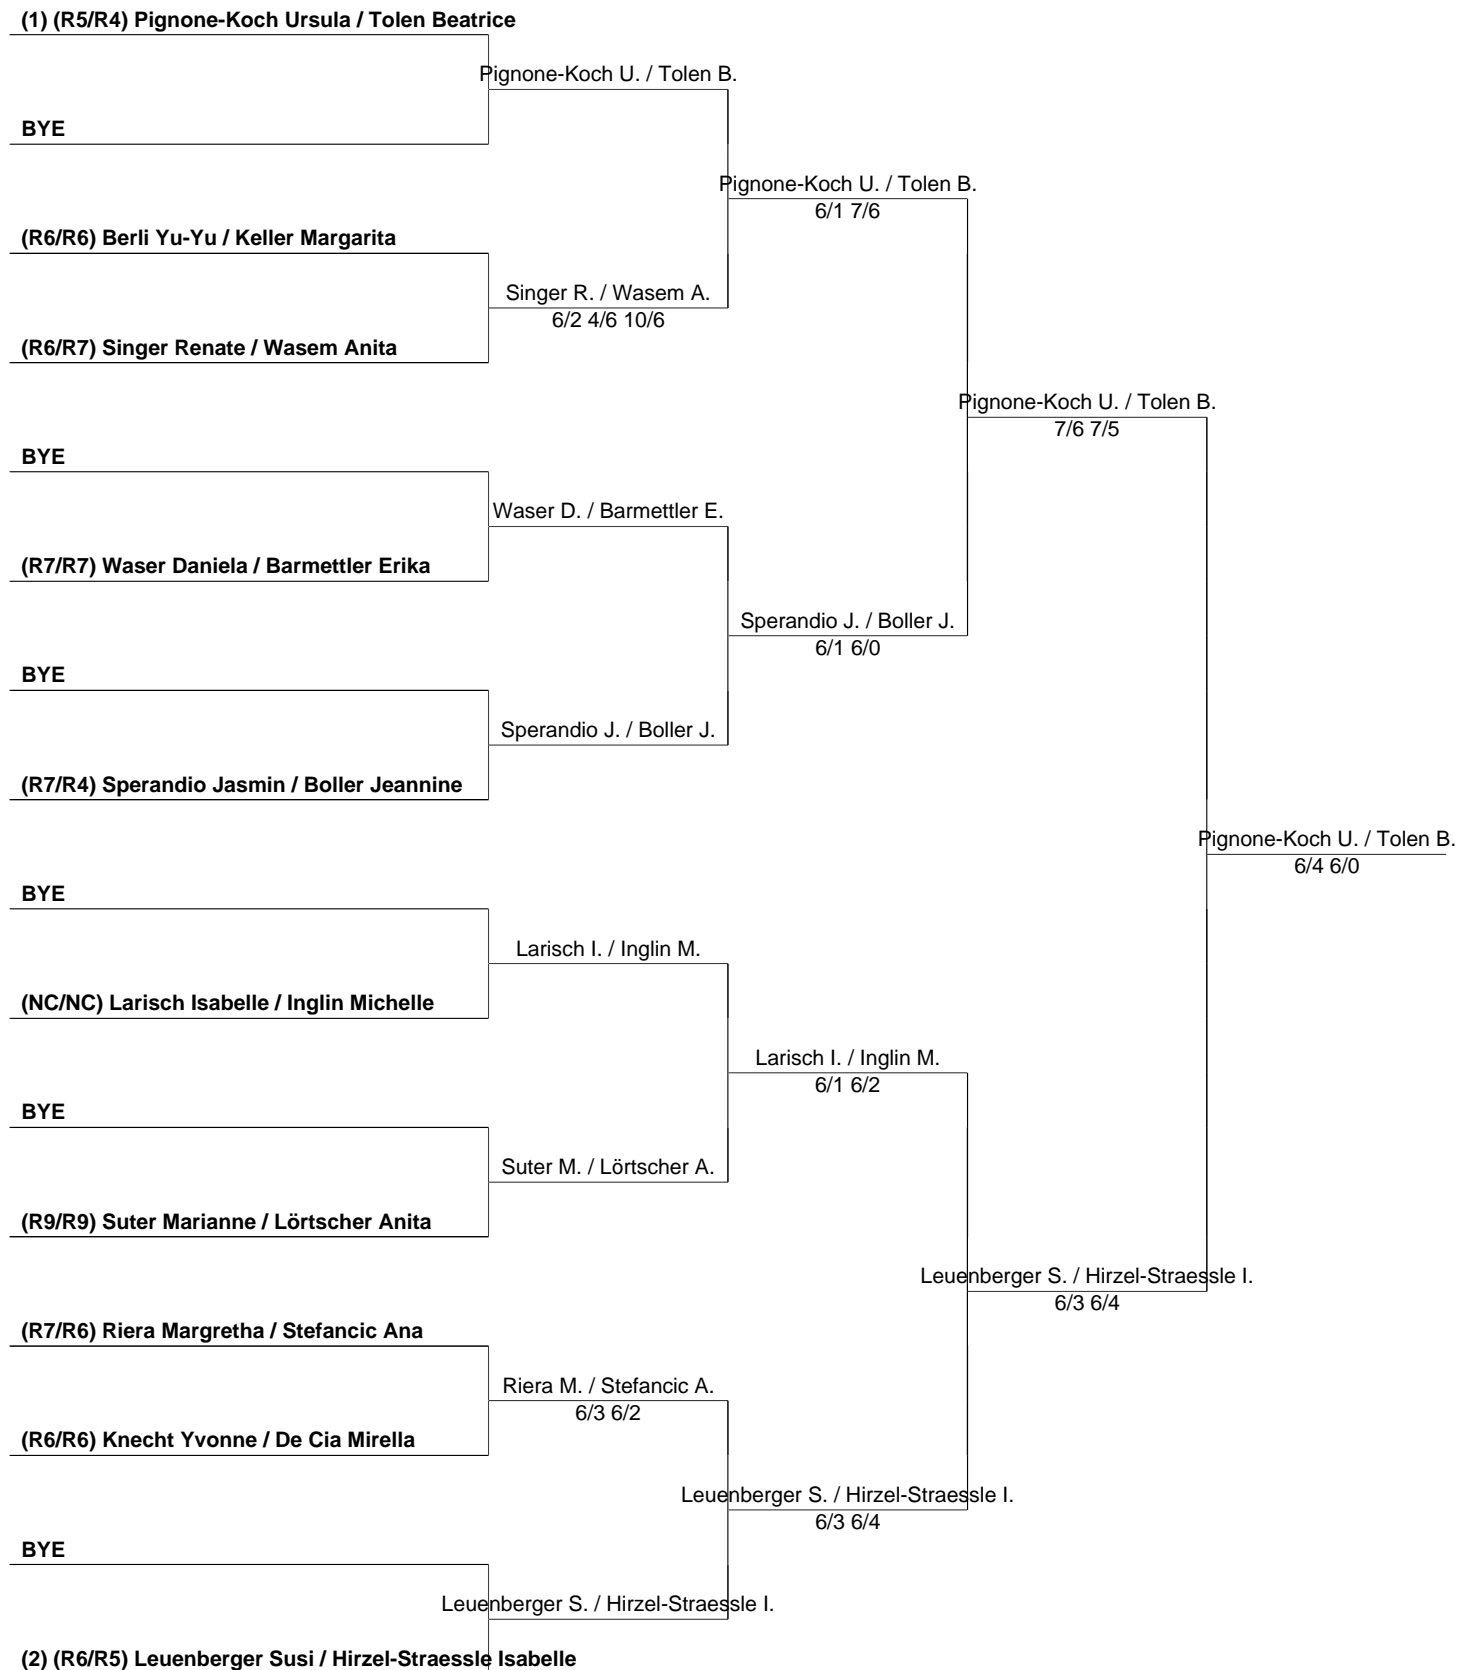 (1) (R5/R4) Pignone-Koch Ursula / Tolen Beatrice
Pignone-Koch U. / Tolen B.
BYE
Pignone-Koch U. / Tolen B.
6/1 7/6
(R6/R6) Berli Yu-Yu / Keller Margarita
Singer R. / Wasem A.
6/2 4/6 10/6
(R6/R7) Singer Renate / Wasem Anita
Pignone-Koch U. / Tolen B.
7/6 7/5
BYE
Waser D. / Barmettler E.
(R7/R7) Waser Daniela / Barmettler Erika
Sperandio J. / Boller J.
6/1 6/0
BYE
Sperandio J. / Boller J.
(R7/R4) Sperandio Jasmin / Boller Jeannine
Pignone-Koch U. / Tolen B.
6/4 6/0
BYE
Larisch I. / Inglin M.
(NC/NC) Larisch Isabelle / Inglin Michelle
Larisch I. / Inglin M.
6/1 6/2
BYE
Suter M. / Lörtscher A.
(R9/R9) Suter Marianne / Lörtscher Anita
Leuenberger S. / Hirzel-Straessle I.
6/3 6/4
(R7/R6) Riera Margretha / Stefancic Ana
Riera M. / Stefancic A.
6/3 6/2
(R6/R6) Knecht Yvonne / De Cia Mirella
Leuenberger S. / Hirzel-Straessle I.
6/3 6/4
BYE
Leuenberger S. / Hirzel-Straessle I.
(2) (R6/R5) Leuenberger Susi / Hirzel-Straessle Isabelle